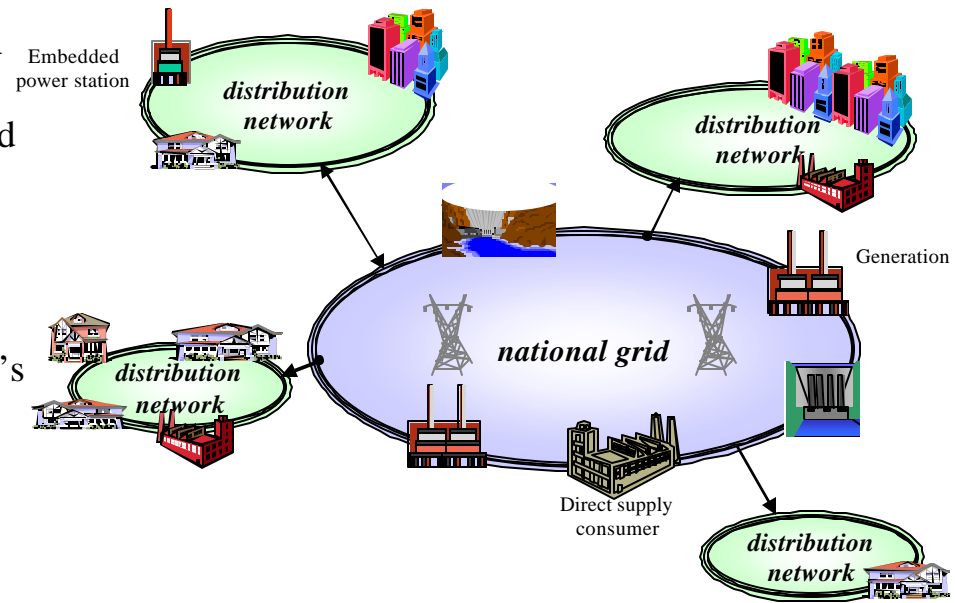 Embedded
power station
distribution
network
distribution
network
d
Generation
national grid
's
distribution
network
Direct supply
consumer
distribution
network